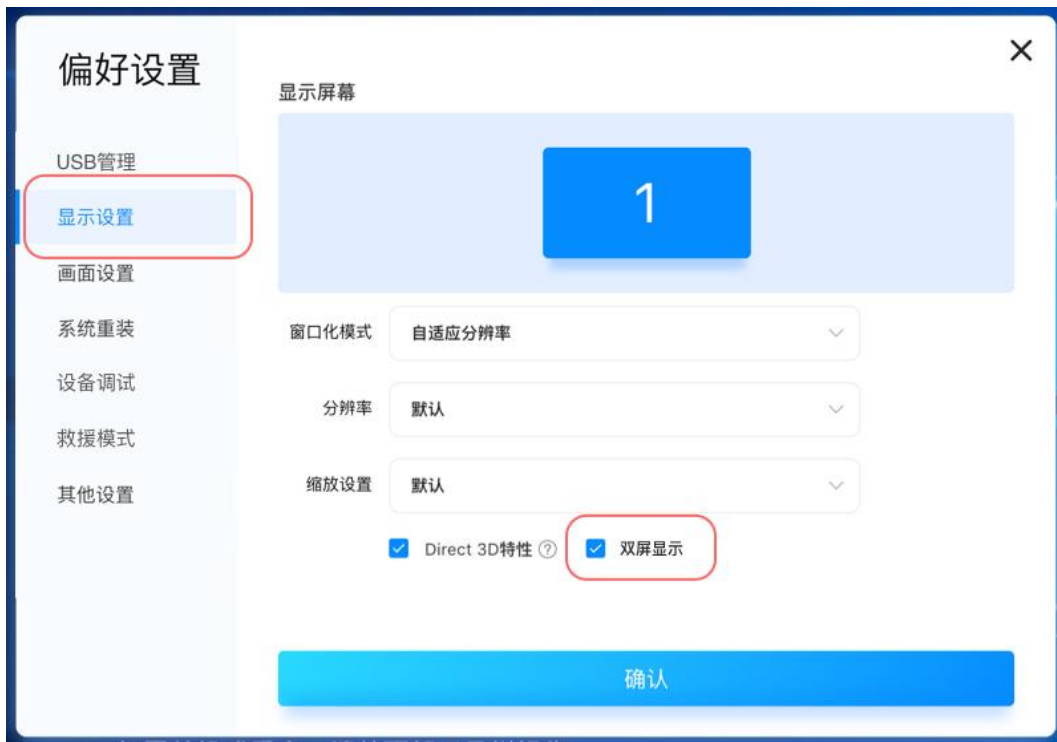 偏好设置
USB管理
显示设置
画面设置
系统重装
设备调试
救援模式
其他设置
显示屏幕
1
窗口化模式 自适应分辨率
分辨率 默认
缩放设置 默认
Direct 3D特性 ? 双屏显示
确认